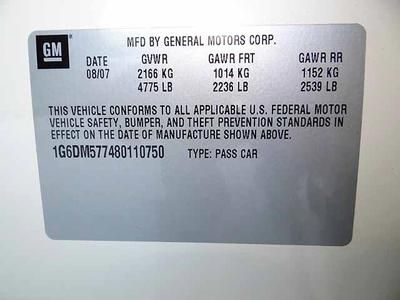 GM
MFD BY GENERAL MOTORS CORP.
DATE GVWR GAWR FRT GAWR RR
08/07 2166 KG 1014 KG 1152 KG
4775 LB 2236 LB 2539 LB
THIS VEHICLE CONFORMS TO ALL APPLICABLE U.S. FEDERAL MOTOR
VEHICLE SAFETY, BUMPER, AND THEFT PREVENTION STANDARDS IN
EFFECT ON THE DATE OF MANUFACTURE SHOWN ABOVE.
1G6DM577480110750 TYPE: PASS CAR